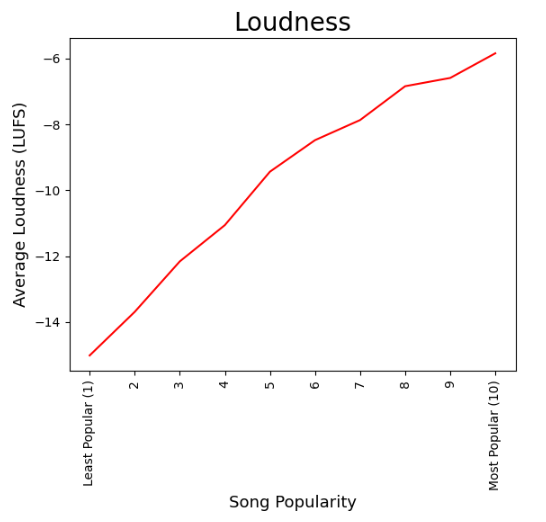 Loudness
Average Loudness (LUFS)
−6
−8
−10
−12
−14
Least Popular (1)
2
3
4
5
6
7
8
9
Most Popular (10)
Song Popularity